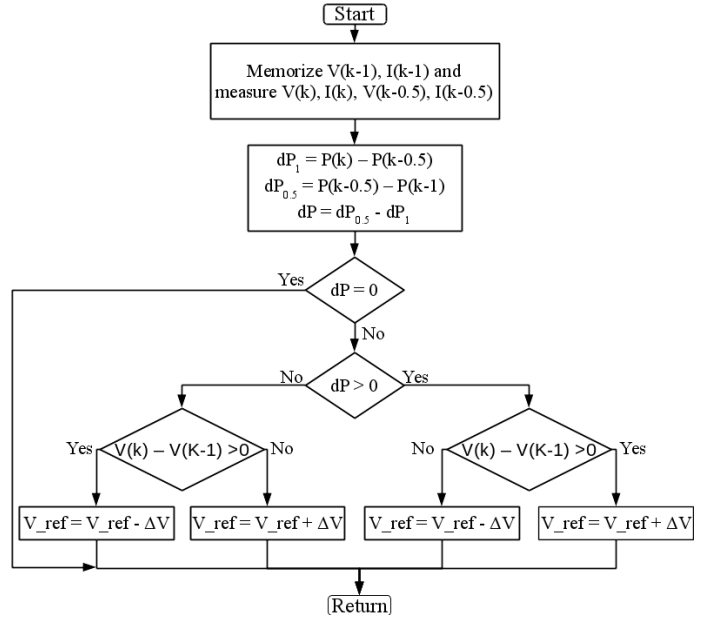 Start
Memorize V(k-1), I(k-1) and
measure V(k), I(k), V(k-0.5), I(k-0.5)
dP₁ = P(k) – P(k-0.5)
dP₀.₅ = P(k-0.5) – P(k-1)
dP = dP₀.₅ - dP₁
Yes
dP = 0
No
No
dP > 0
Yes
Yes
V(k) – V(K-1) >0
No
No
V(k) – V(K-1) >0
Yes
V_ref = V_ref - ΔV
V_ref = V_ref + ΔV
V_ref = V_ref - ΔV
V_ref = V_ref + ΔV
Return